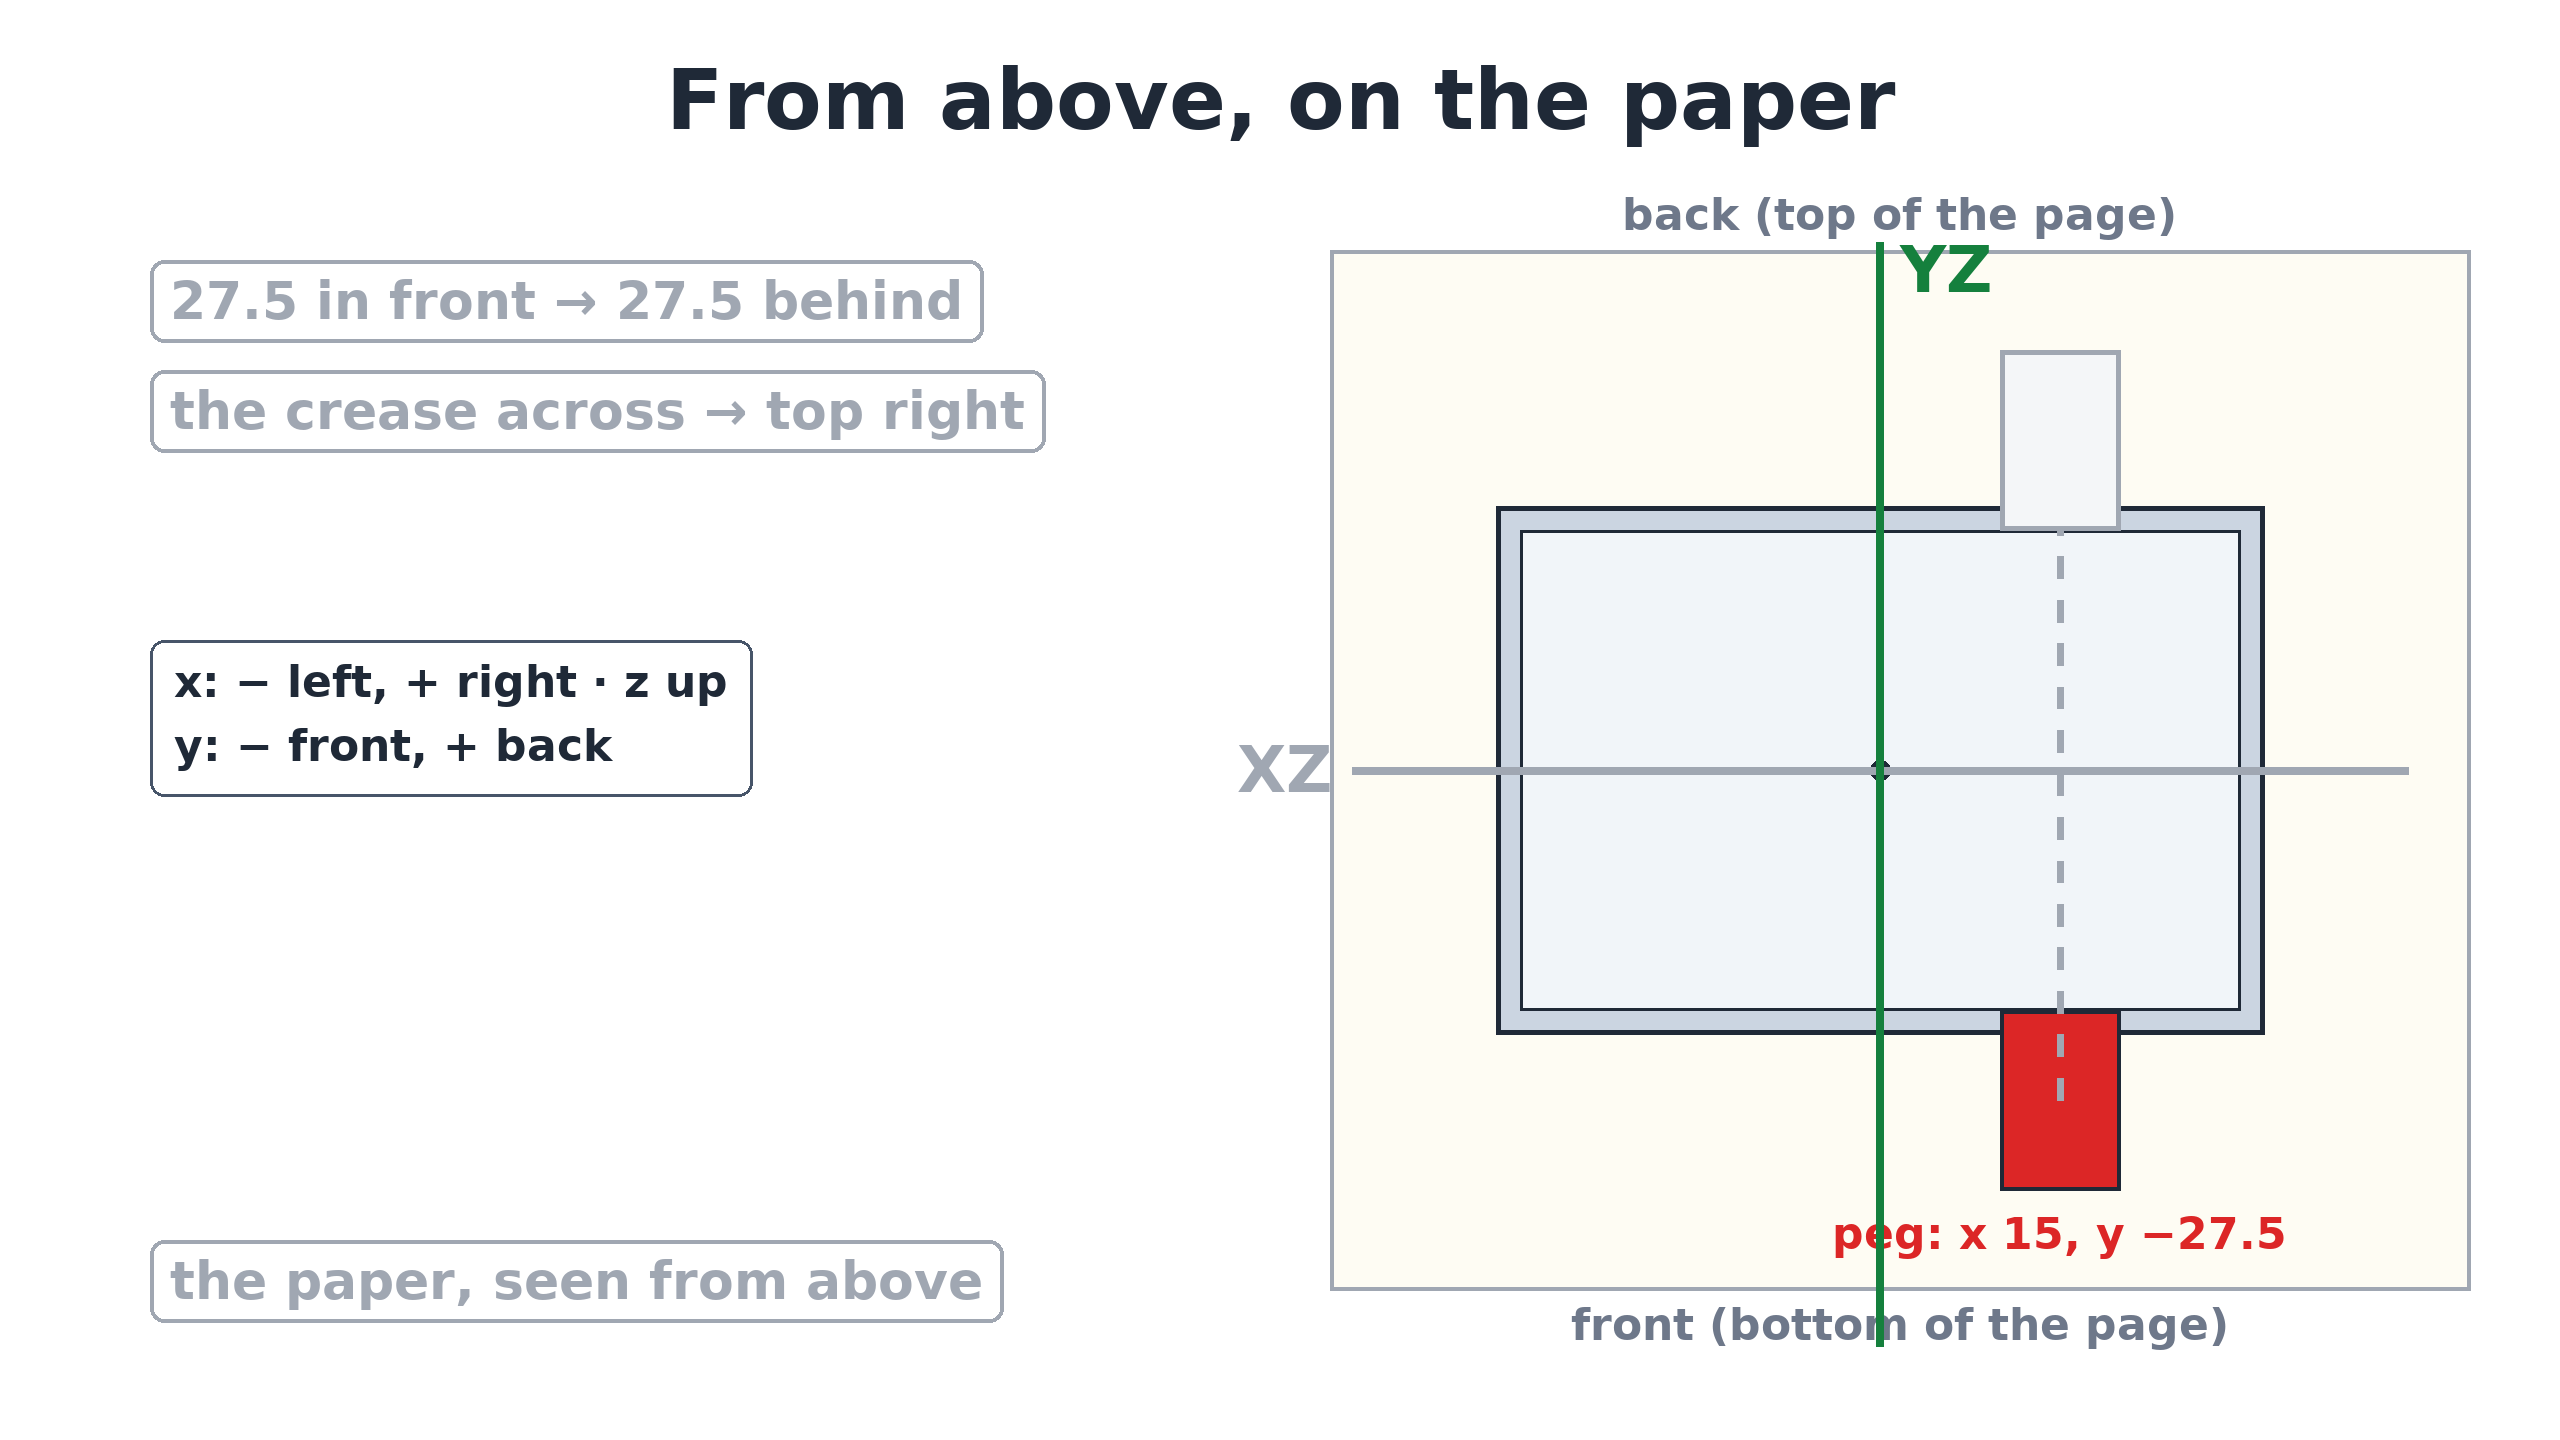 From above, on the paper
back (top of the page)
YZ
27.5 in front → 27.5 behind
the crease across → top right
x: − left, + right · z up
y: − front, + back
XZ
peg: x 15, y −27.5
the paper, seen from above
front (bottom of the page)